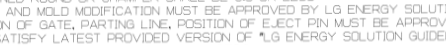 AND MOLD MODIFICATION MUST BE APPROVED BY LG ENERGY SOLUTI
ON OF GATE, PARTING LINE, POSITION OF EJECT PIN MUST BE APPROV
ATISFY LATEST PROVIDED VERSION OF "LG ENERGY SOLUTION GUIDE